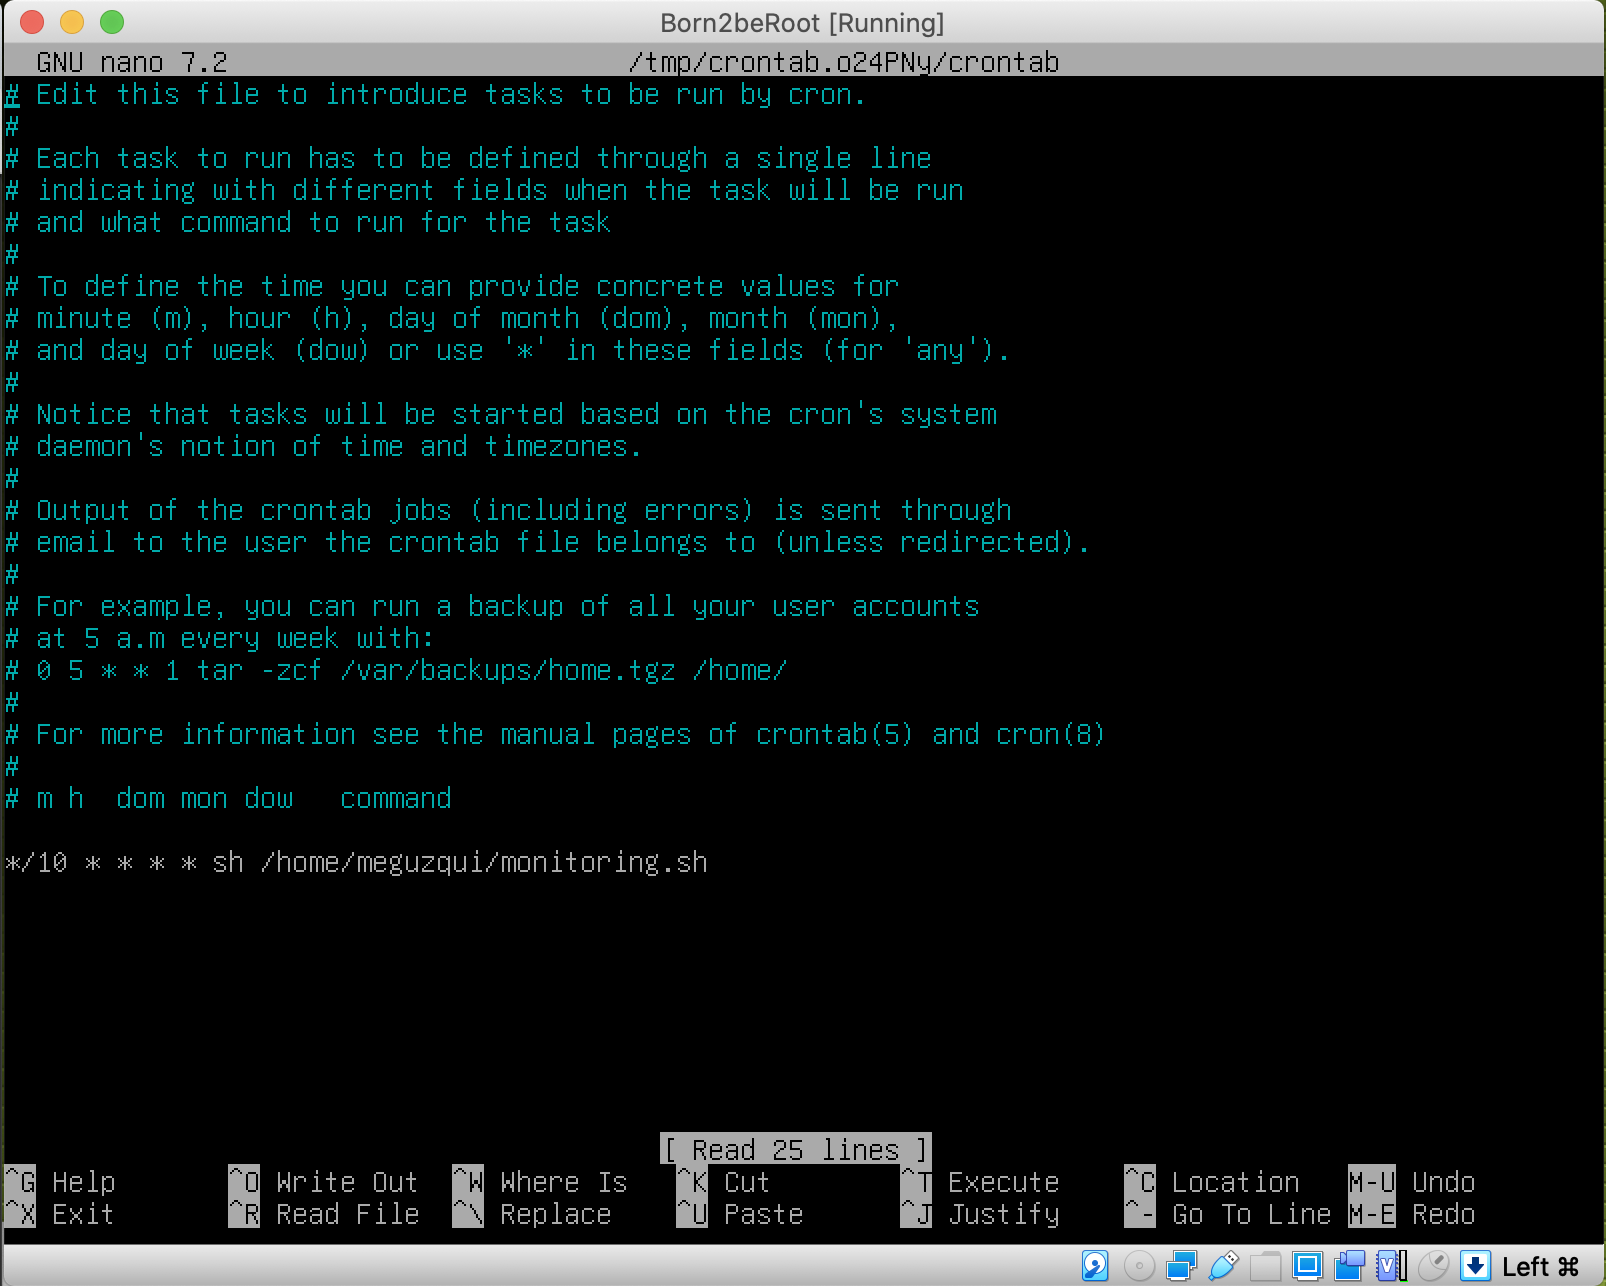 Born2beRoot [Running]
GNU nano 7.2 /tmp/crontab.o24PNy/crontab
# Edit this file to introduce tasks to be run by cron.
#
# Each task to run has to be defined through a single line
# indicating with different fields when the task will be run
# and what command to run for the task
#
# To define the time you can provide concrete values for
# minute (m), hour (h), day of month (dom), month (mon),
# and day of week (dow) or use '*' in these fields (for 'any').
#
# Notice that tasks will be started based on the cron's system
# daemon's notion of time and timezones.
#
# Output of the crontab jobs (including errors) is sent through
# email to the user the crontab file belongs to (unless redirected).
#
# For example, you can run a backup of all your user accounts
# at 5 a.m every week with:
# 0 5 * * 1 tar -zcf /var/backups/home.tgz /home/
#
# For more information see the manual pages of crontab(5) and cron(8)
#
# m h  dom mon dow   command
*/10 * * * * sh /home/meguzqui/monitoring.sh
[ Read 25 lines ]
^G Help ^O Write Out ^W Where Is ^K Cut ^T Execute ^C Location M-U Undo
^X Exit ^R Read File ^\ Replace ^U Paste ^J Justify ^- Go To Line M-E Redo
Left ⌘